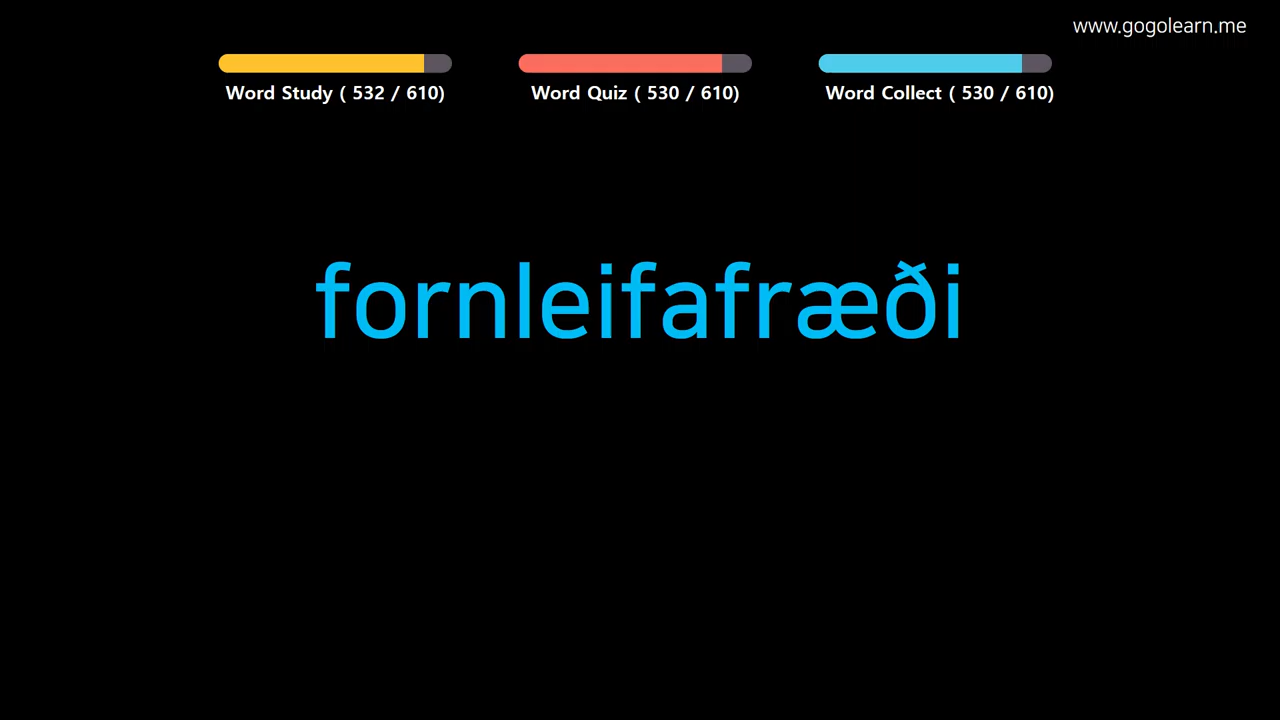 www.gogolearn.me
Word Study ( 532 / 610)
Word Quiz ( 530 / 610)
Word Collect ( 530 / 610)
fornleifafræði